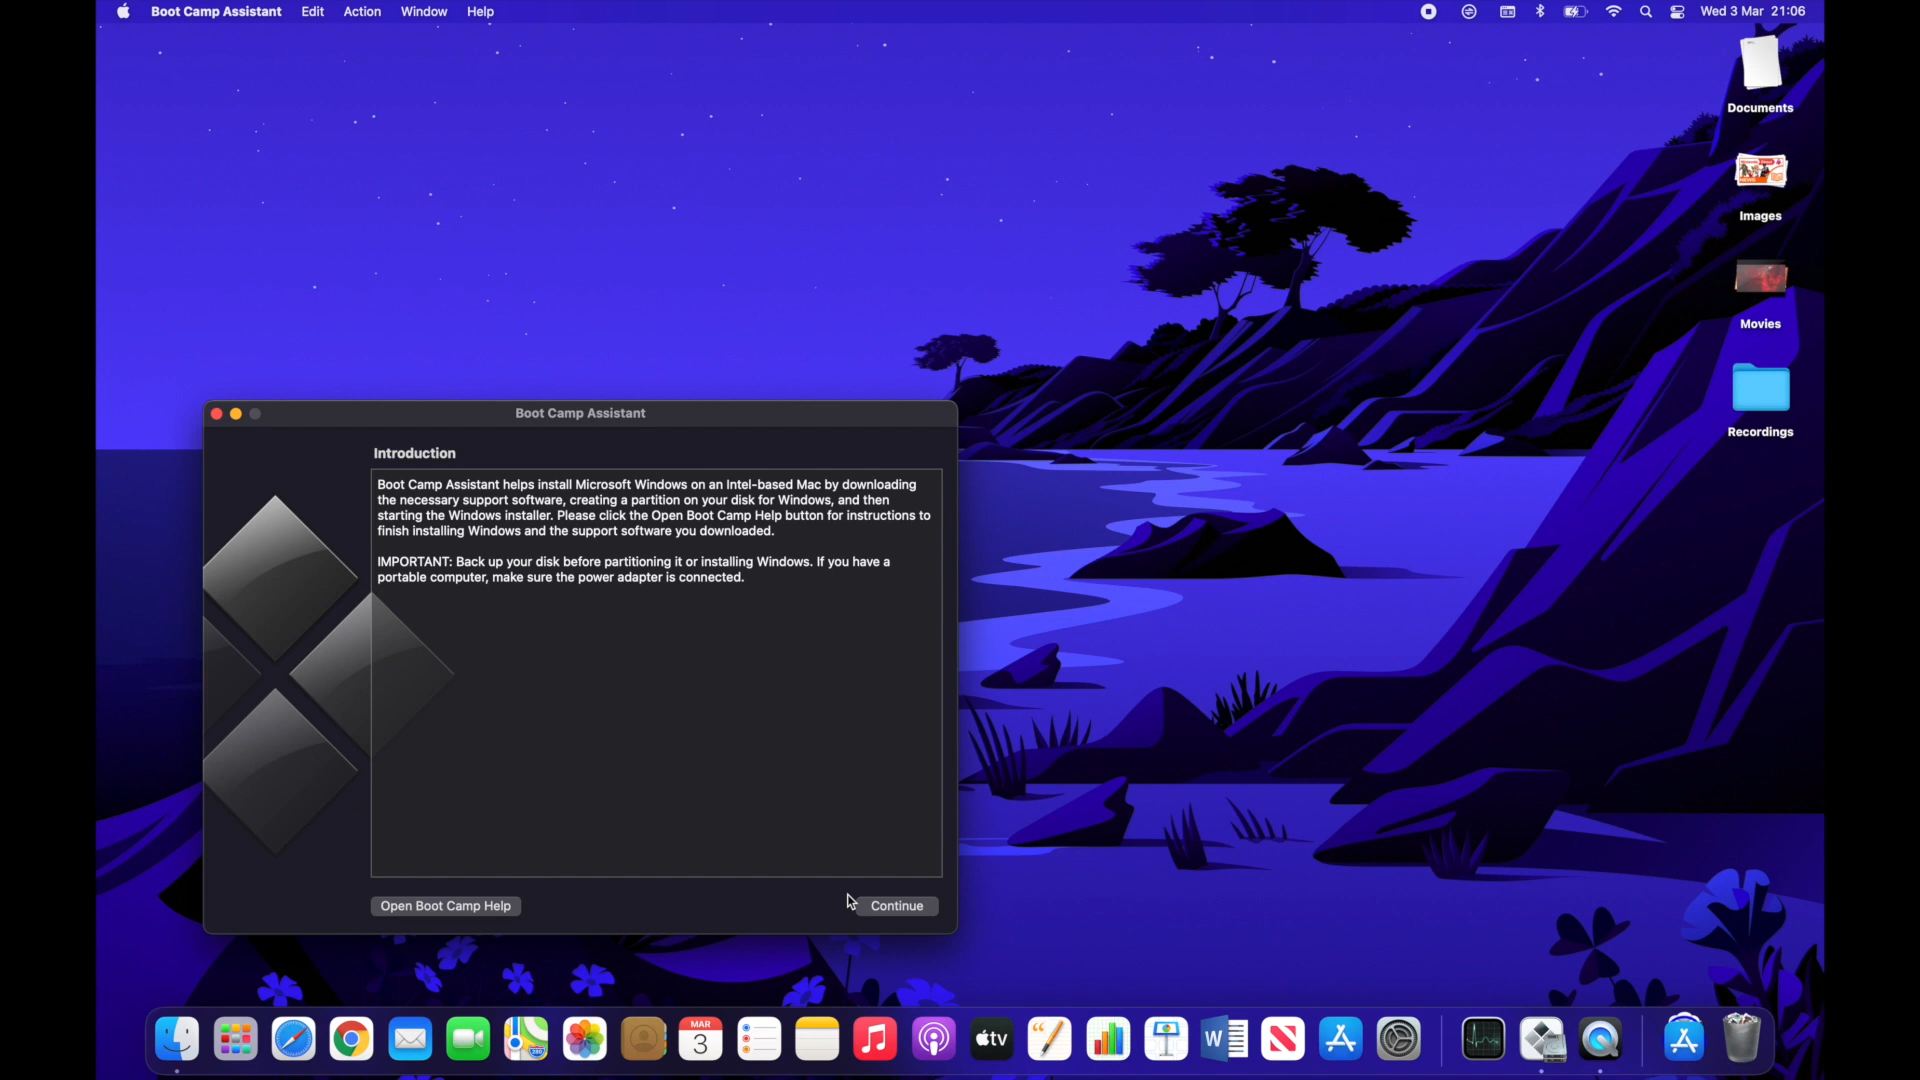 Boot Camp Assistant Edit Action Window Help
Wed 3 Mar 21:06
Documents
Images
Movies
Recordings
Boot Camp Assistant
Introduction
Boot Camp Assistant helps install Microsoft Windows on an Intel-based Mac by downloading
the necessary support software, creating a partition on your disk for Windows, and then
starting the Windows installer. Please click the Open Boot Camp Help button for instructions to
finish installing Windows and the support software you downloaded.
IMPORTANT: Back up your disk before partitioning it or installing Windows. If you have a
portable computer, make sure the power adapter is connected.
Open Boot Camp Help
Continue
MAR
3
tv
W
280